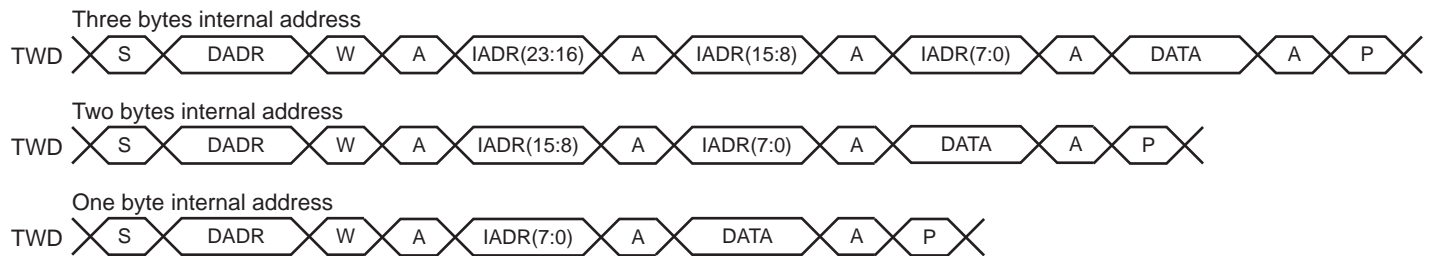 Three bytes internal address
TWD S DADR W A IADR(23:16) A IADR(15:8) A IADR(7:0) A DATA A P
Two bytes internal address
TWD S DADR W A IADR(15:8) A IADR(7:0) A DATA A P
One byte internal address
TWD S DADR W A IADR(7:0) A DATA A P